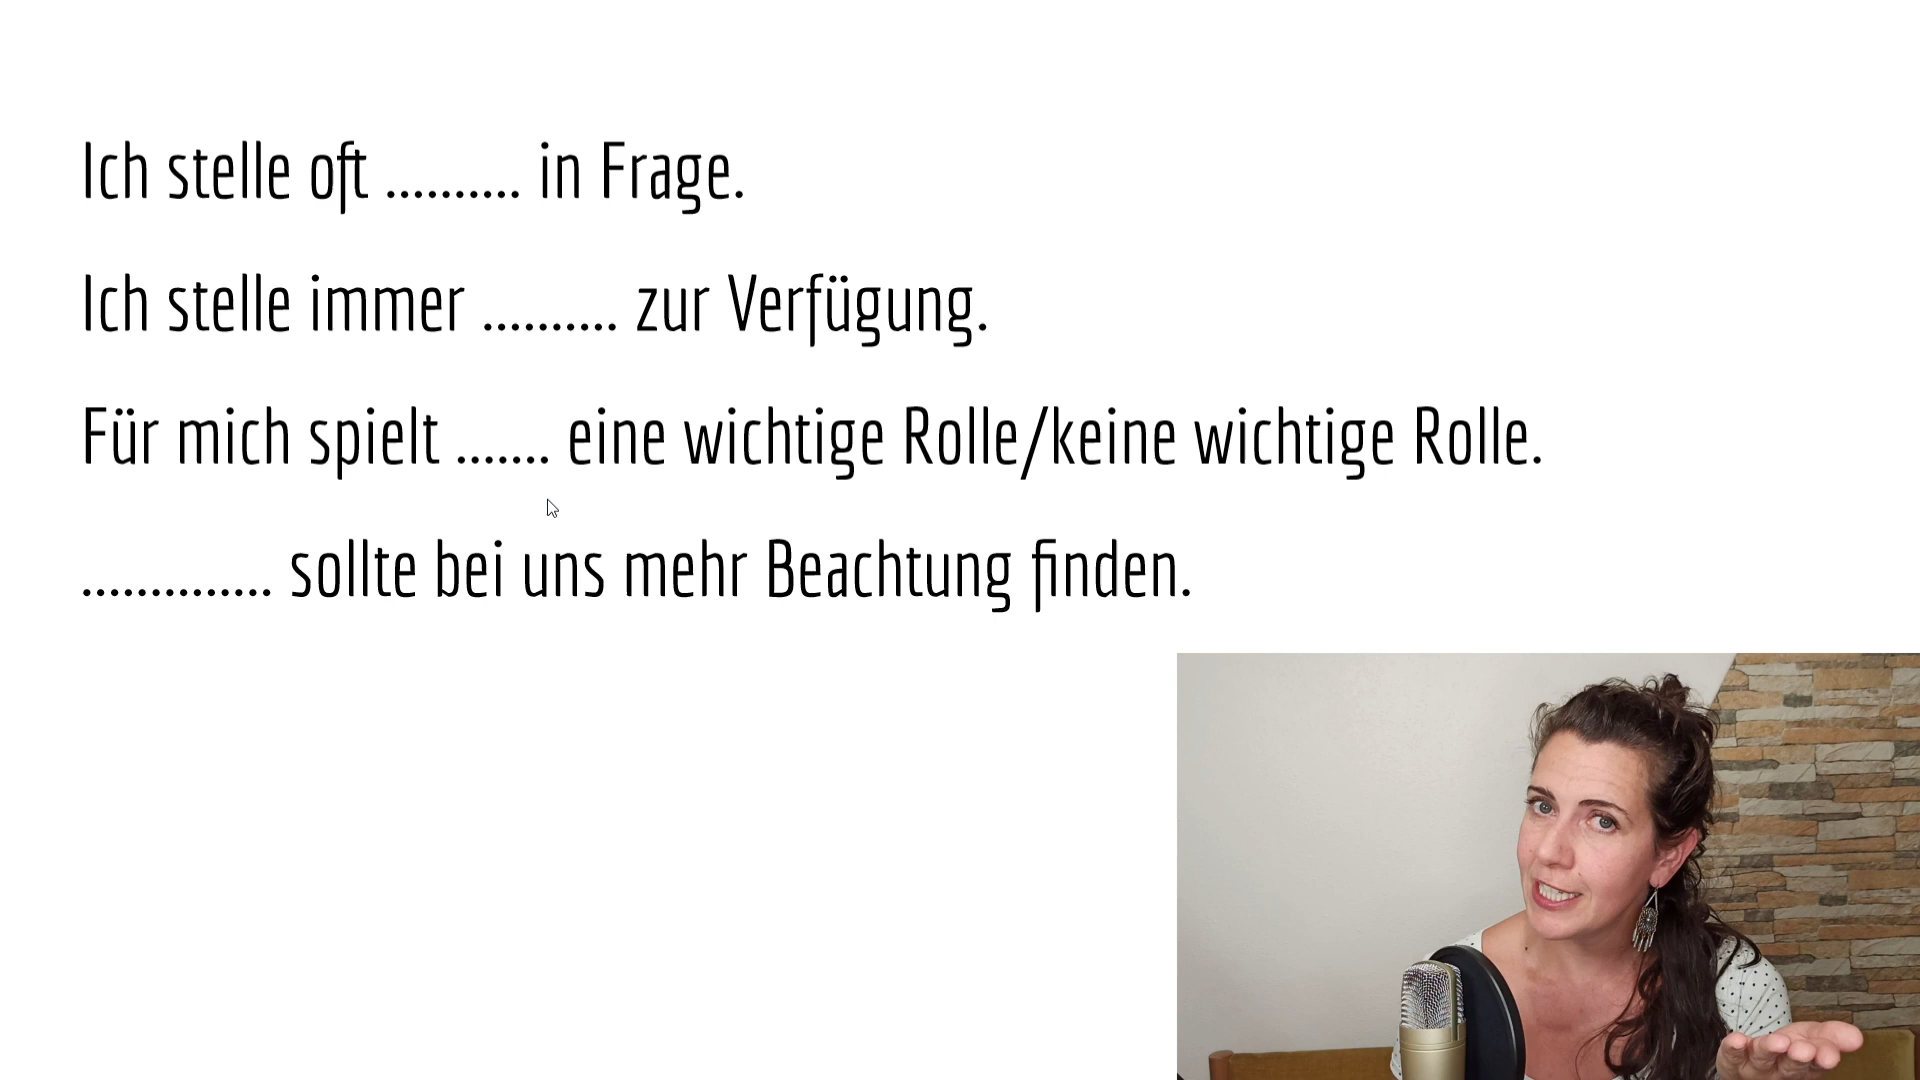 Ich stelle oft .......... in Frage.
Ich stelle immer .......... zur Verfügung.
Für mich spielt ....... eine wichtige Rolle/keine wichtige Rolle.
.............. sollte bei uns mehr Beachtung finden.